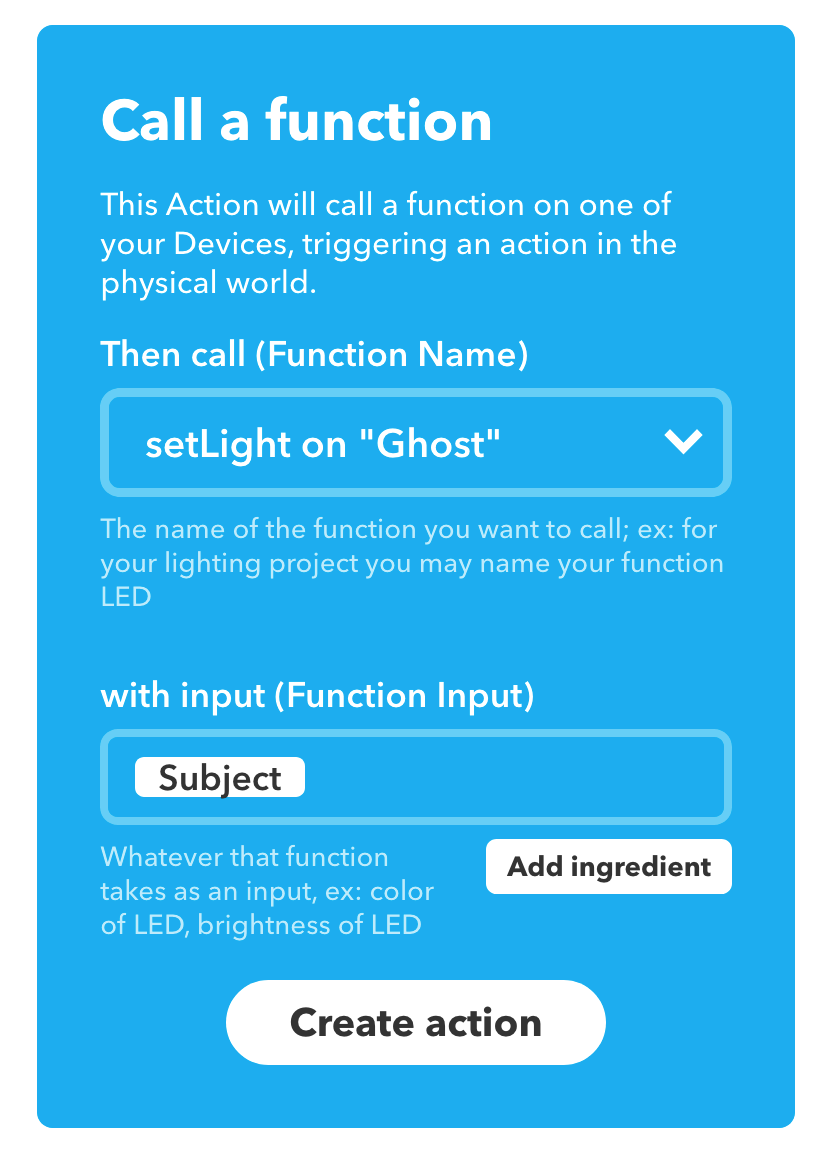 Call a function
This Action will call a function on one of
your Devices, triggering an action in the
physical world.
Then call (Function Name)
setLight on "Ghost"
The name of the function you want to call; ex: for
your lighting project you may name your function
LED
with input (Function Input)
Subject
Whatever that function
takes as an input, ex: color
of LED, brightness of LED
Add ingredient
Create action